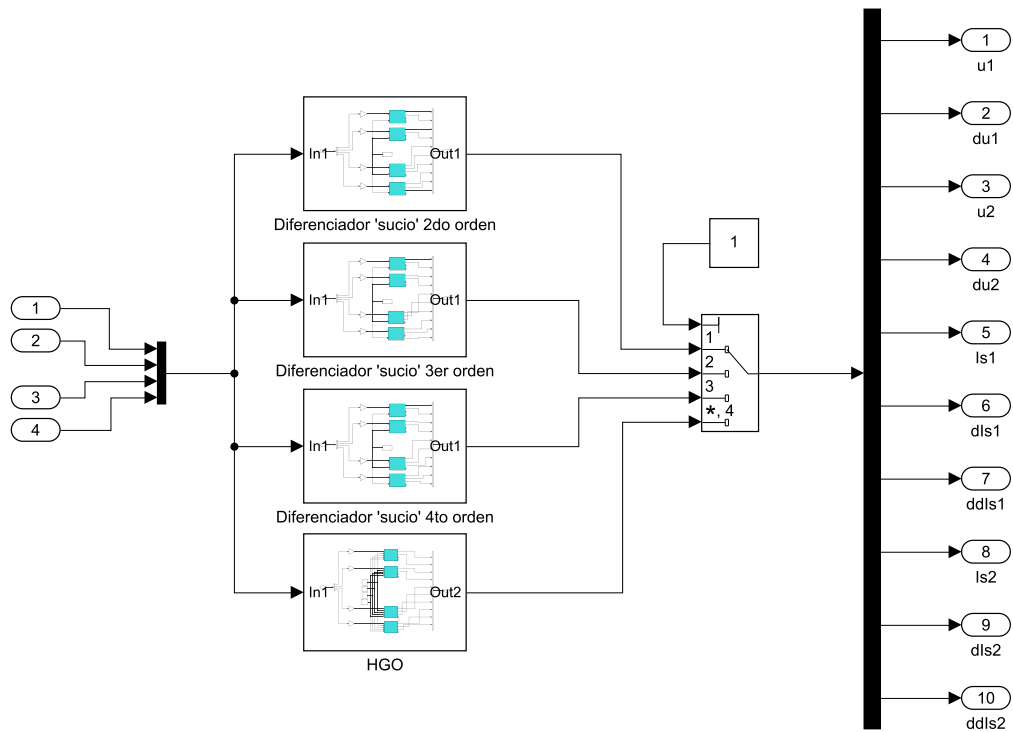 1
2
3
4
In1
Out1
Diferenciador 'sucio' 2do orden
In1
Out1
Diferenciador 'sucio' 3er orden
In1
Out1
Diferenciador 'sucio' 4to orden
In1
Out2
HGO
1
1
2
3
*, 4
1
u1
2
du1
3
u2
4
du2
5
Is1
6
dIs1
7
ddIs1
8
Is2
9
dIs2
10
ddIs2